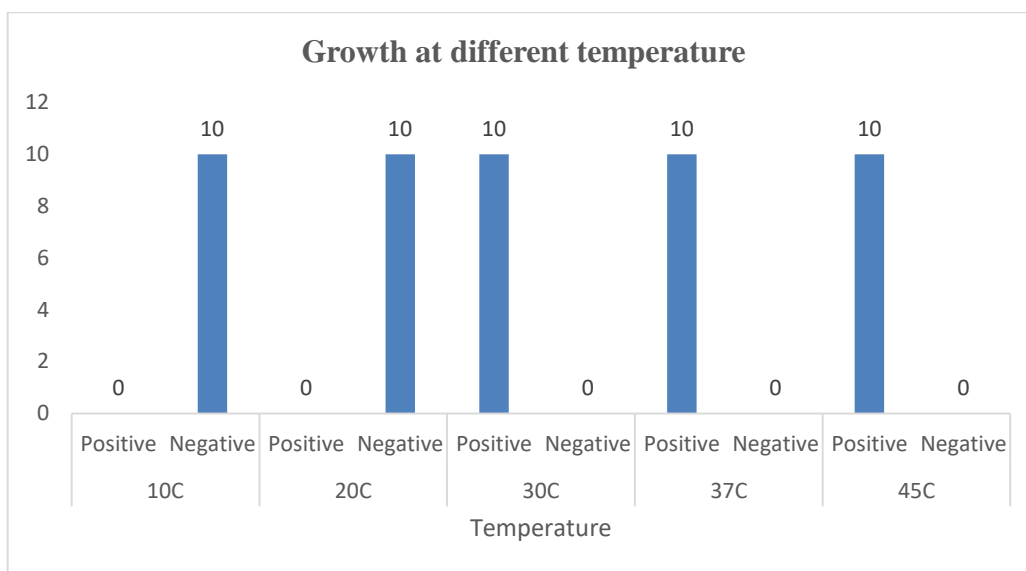 Growth at different temperature
12
10 10 10 10 10
10
8
6
4
2
0 0 0 0 0
0
Positive Negative Positive Negative Positive Negative Positive Negative Positive Negative
10C 20C 30C 37C 45C
Temperature